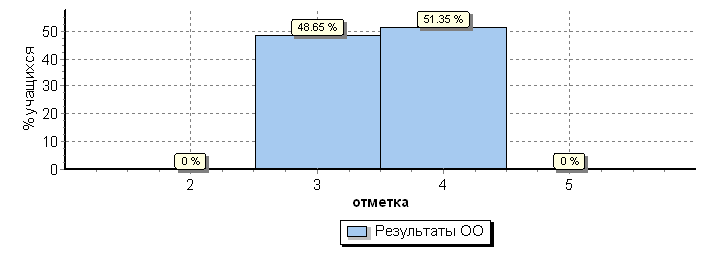 % учащихся
50
40
30
20
10
0
0 %
48.65 %
51.35 %
0 %
2 3 4 5
отметка
Результаты ОО